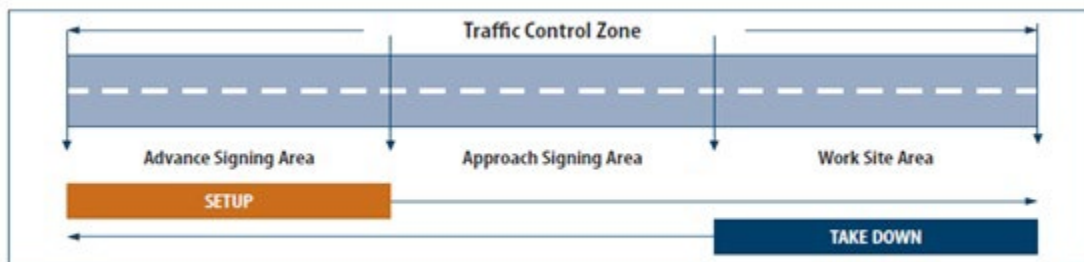 Traffic Control Zone
Advance Signing Area Approach Signing Area Work Site Area
SETUP
TAKE DOWN